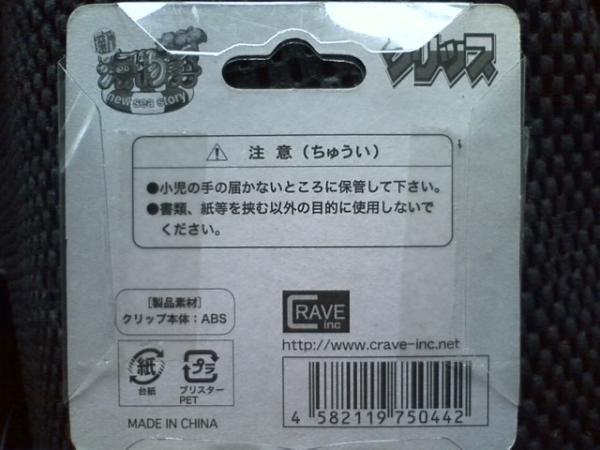 新海物語
new sea story
クリップ
⚠ 注意（ちゅうい）
●小児の手の届かないところに保管して下さい。
●書類、紙等を挟む以外の目的に使用しないで
ください。
［製品素材］
クリップ本体：ABS
CRAVE
inc
http://www.crave-inc.net
紙
台紙
プラ
ブリスター
PET
MADE IN CHINA
4 582119 750442